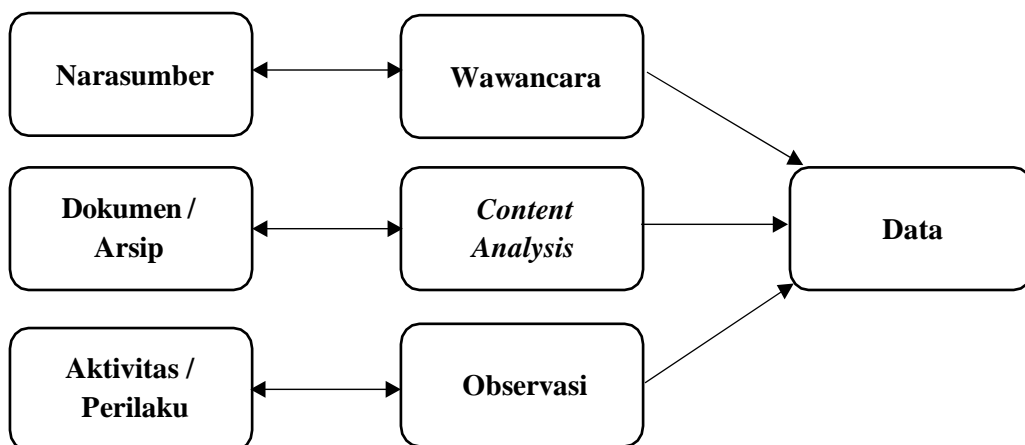 Narasumber
Wawancara
Dokumen /
Arsip
Content
Analysis
Data
Aktivitas /
Perilaku
Observasi